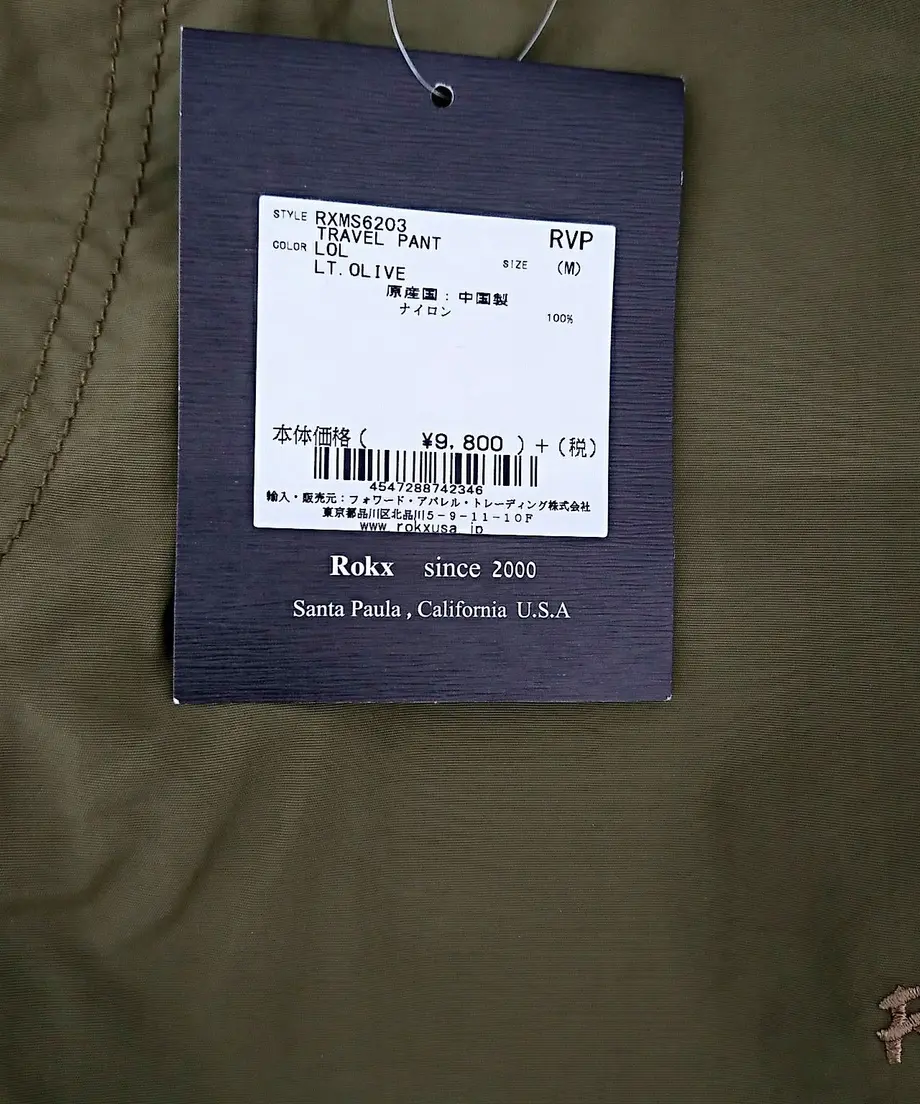 STYLE RXMS6203 RVP
TRAVEL PANT
COLOR LOL SIZE (M)
LT. OLIVE
原産国：中国製
ナイロン 100%
本体価格( ¥9,800 )+(税)
4547288742346
輸入・販売元：フォワード・アパレル・トレーディング株式会社
東京都品川区北品川5-9-11-10F
www.rokxusa.jp
Rokx since 2000
Santa Paula , California U.S.A